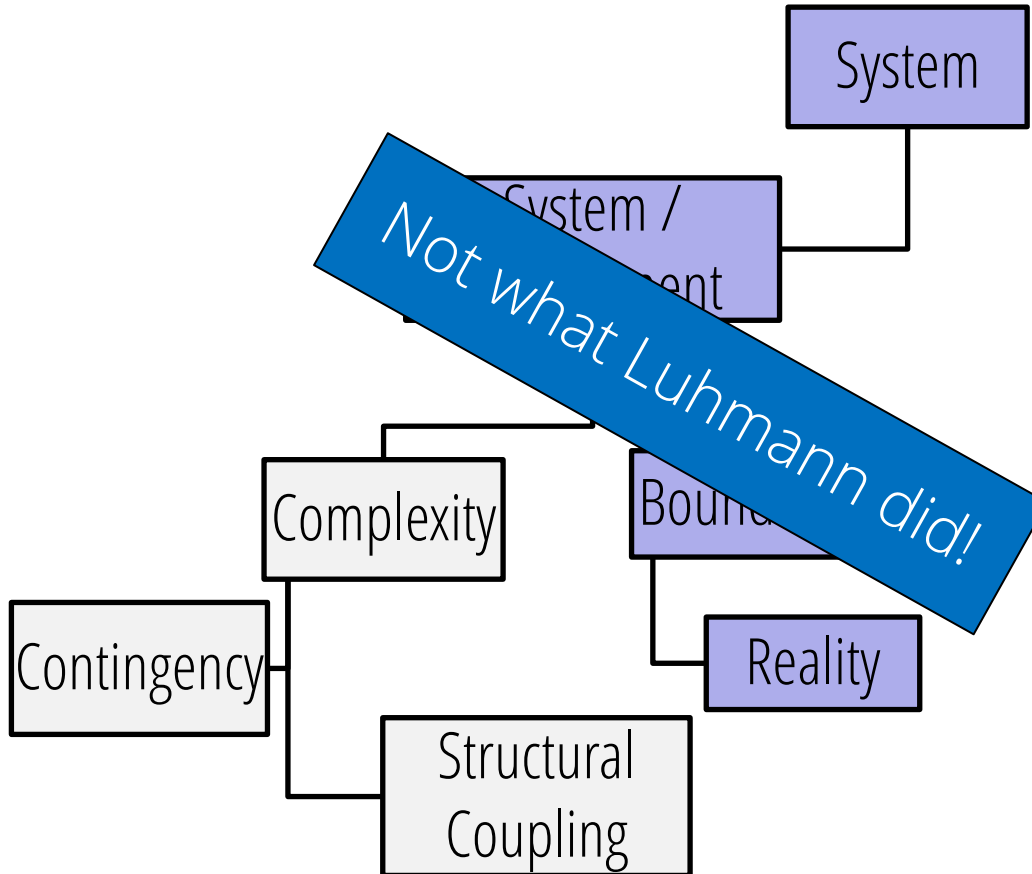 System
System /
Not what Luhmann did!
Complexity
Contingency
Reality
Structural
Coupling